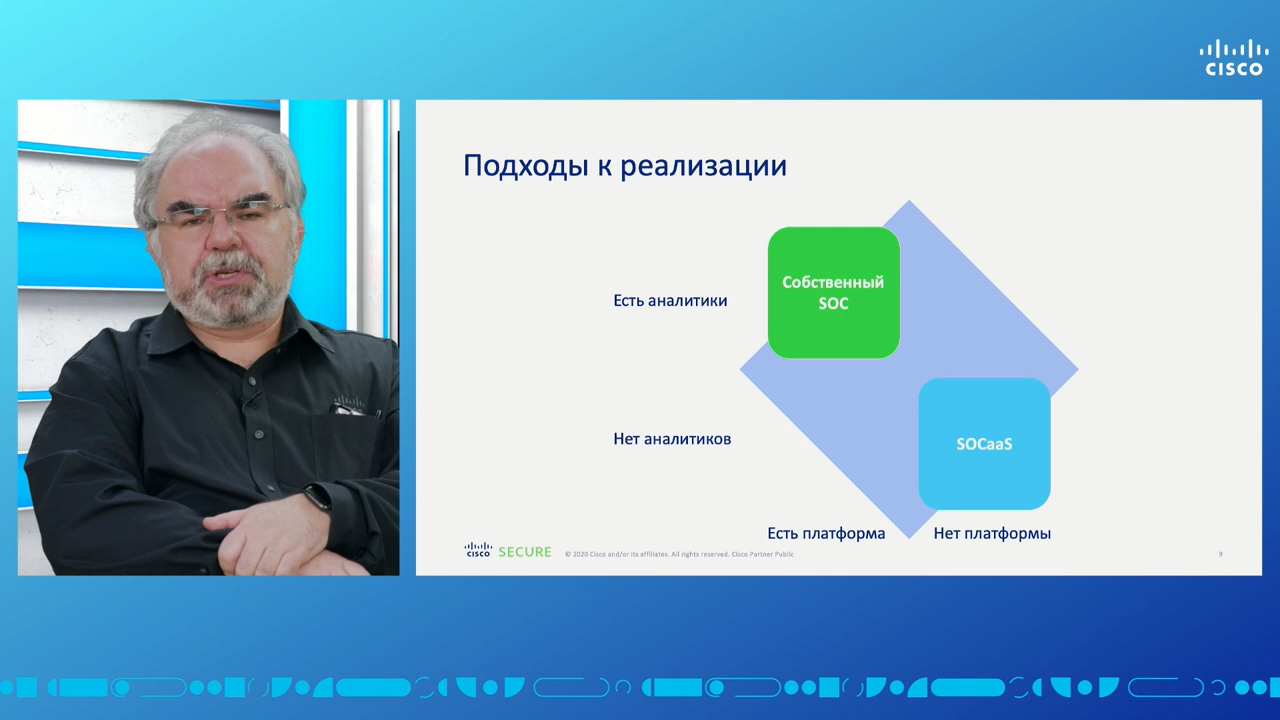 CISCO
Подходы к реализации
Есть аналитики
Собственный
SOC
Нет аналитиков
SOCaaS
Есть платформа
Нет платформы
CISCO SECURE
© 2020 Cisco and/or its affiliates. All rights reserved. Cisco Partner Public
9